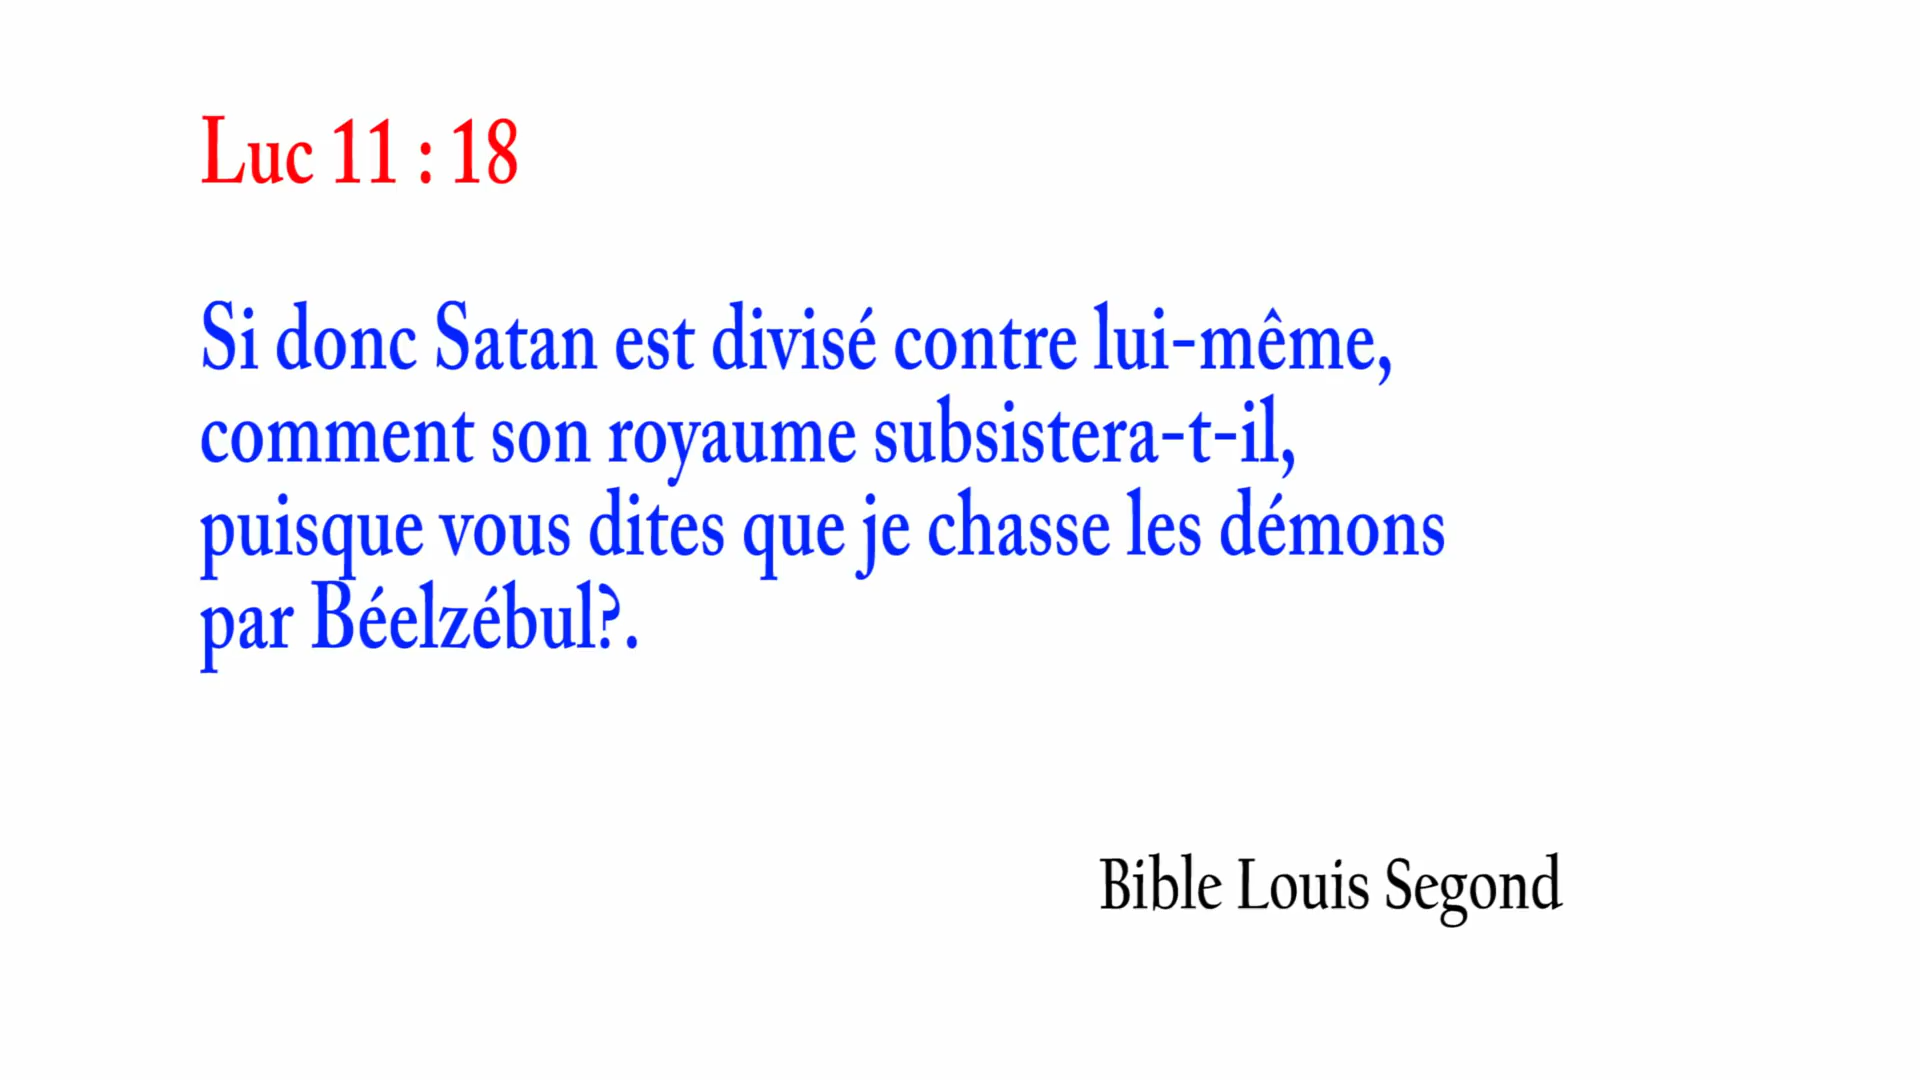 Luc 11 : 18
Si donc Satan est divisé contre lui-même,
comment son royaume subsistera-t-il,
puisque vous dites que je chasse les démons
par Béelzébul?.
Bible Louis Segond